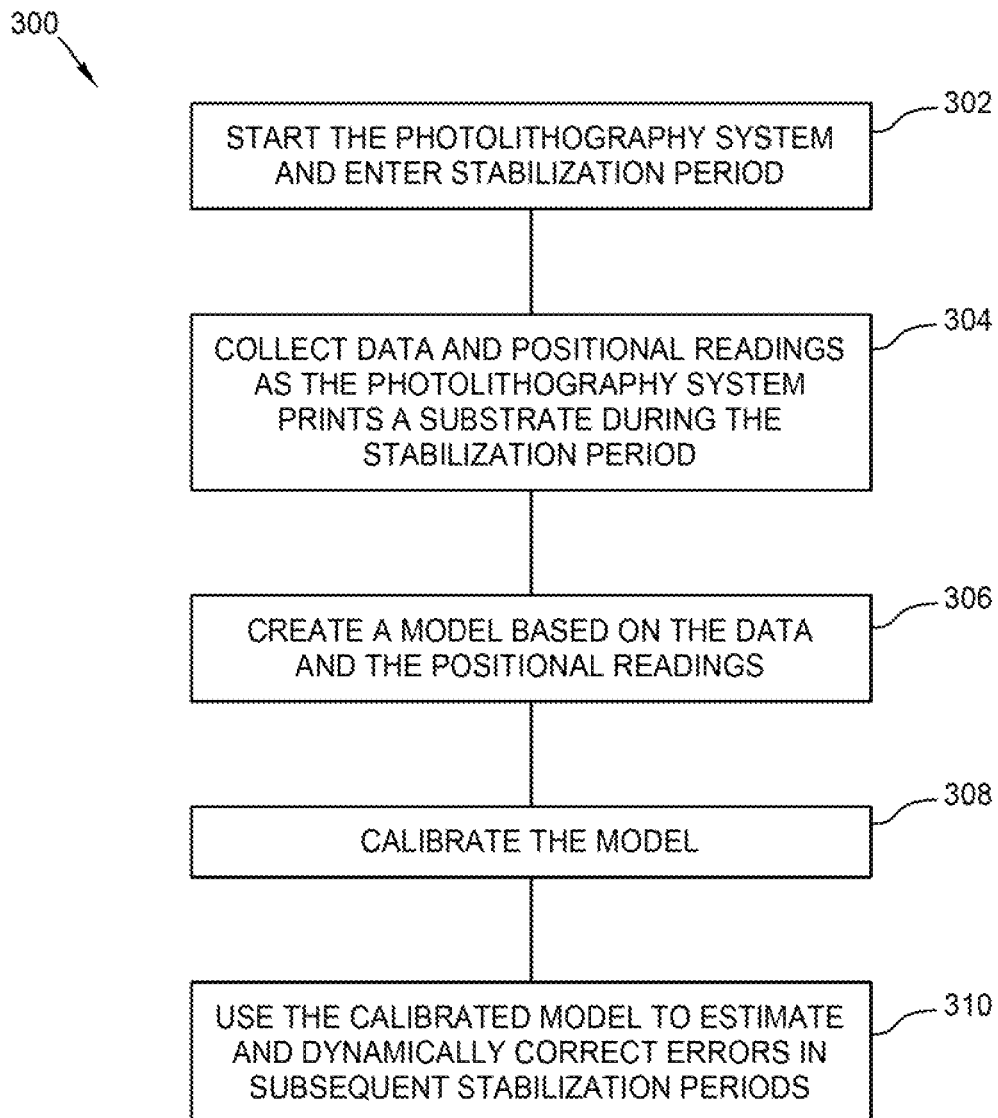 300
302
START THE PHOTOLITHOGRAPHY SYSTEM
AND ENTER STABILIZATION PERIOD
304
COLLECT DATA AND POSITIONAL READINGS
AS THE PHOTOLITHOGRAPHY SYSTEM
PRINTS A SUBSTRATE DURING THE
STABILIZATION PERIOD
306
CREATE A MODEL BASED ON THE DATA
AND THE POSITIONAL READINGS
308
CALIBRATE THE MODEL
310
USE THE CALIBRATED MODEL TO ESTIMATE
AND DYNAMICALLY CORRECT ERRORS IN
SUBSEQUENT STABILIZATION PERIODS